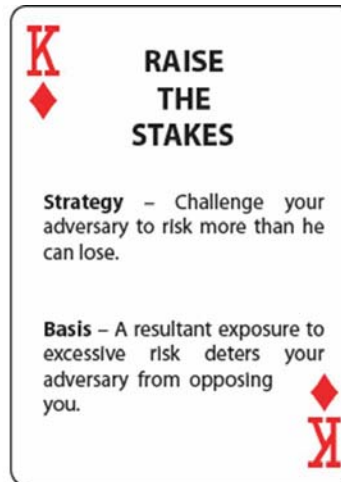 K
RAISE
THE
STAKES
Strategy – Challenge your
adversary to risk more than he
can lose.
Basis – A resultant exposure to
excessive risk deters your
adversary from opposing
you.
K